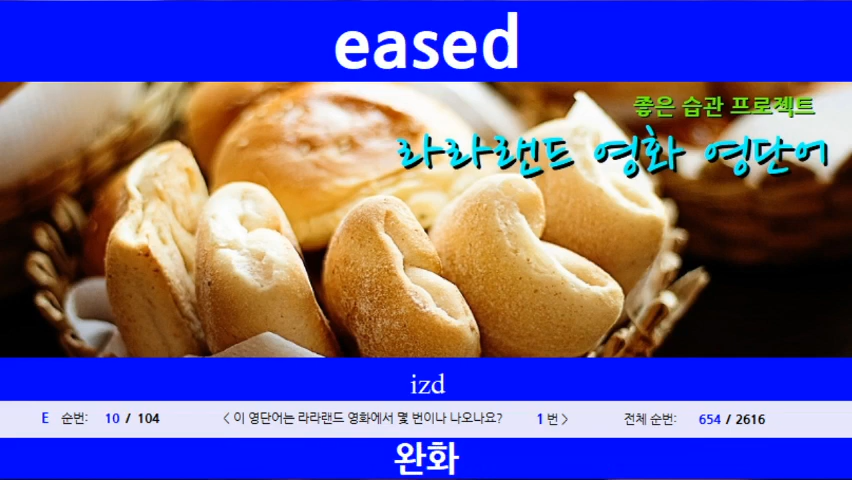 eased
좋은 습관 프로젝트
라라랜드 영화 영단어
izd
E 순번: 10 / 104 < 이 영단어는 라라랜드 영화에서 몇 번이나 나오나요? 1 번 > 전체 순번: 654 / 2616
완화